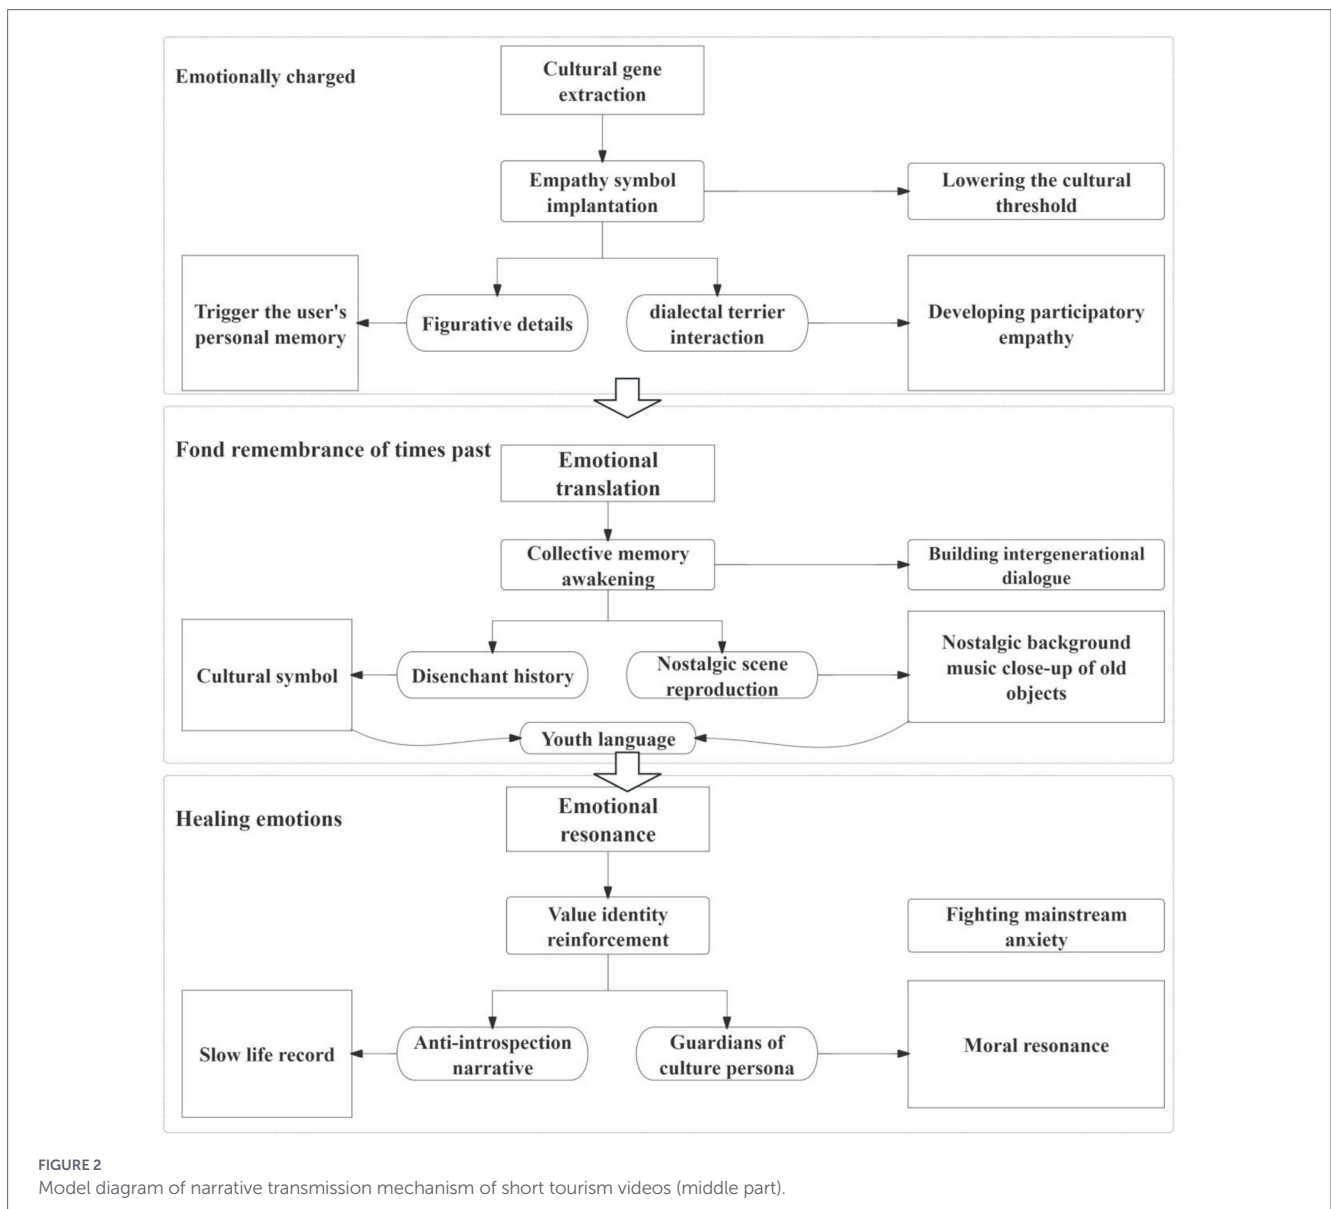 Emotionally charged
Cultural gene
extraction
Empathy symbol
implantation
Lowering the cultural
threshold
Trigger the user's
personal memory
Figurative details
dialectal terrier
interaction
Developing participatory
empathy
Fond remembrance of times past
Emotional
translation
Collective memory
awakening
Building intergenerational
dialogue
Cultural symbol
Disenchant history
Nostalgic scene
reproduction
Nostalgic background
music close-up of old
objects
Youth language
Healing emotions
Emotional
resonance
Value identity
reinforcement
Fighting mainstream
anxiety
Slow life record
Anti-introspection
narrative
Guardians of
culture persona
Moral resonance
FIGURE 2
Model diagram of narrative transmission mechanism of short tourism videos (middle part).